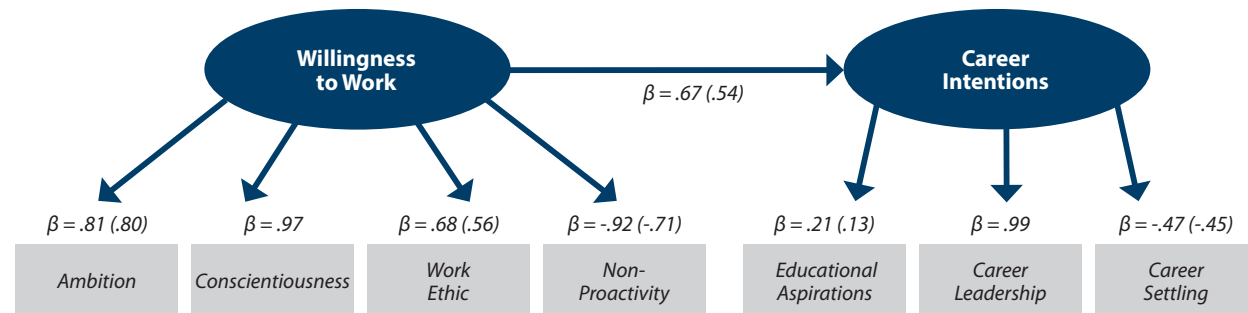 Willingness
to Work
Career
Intentions
β = .67 (.54)
β = .81 (.80)
β = .97
β = .68 (.56)
β = -.92 (-.71)
β = .21 (.13)
β = .99
β = -.47 (-.45)
Ambition
Conscientiousness
Work
Ethic
Non-
Proactivity
Educational
Aspirations
Career
Leadership
Career
Settling